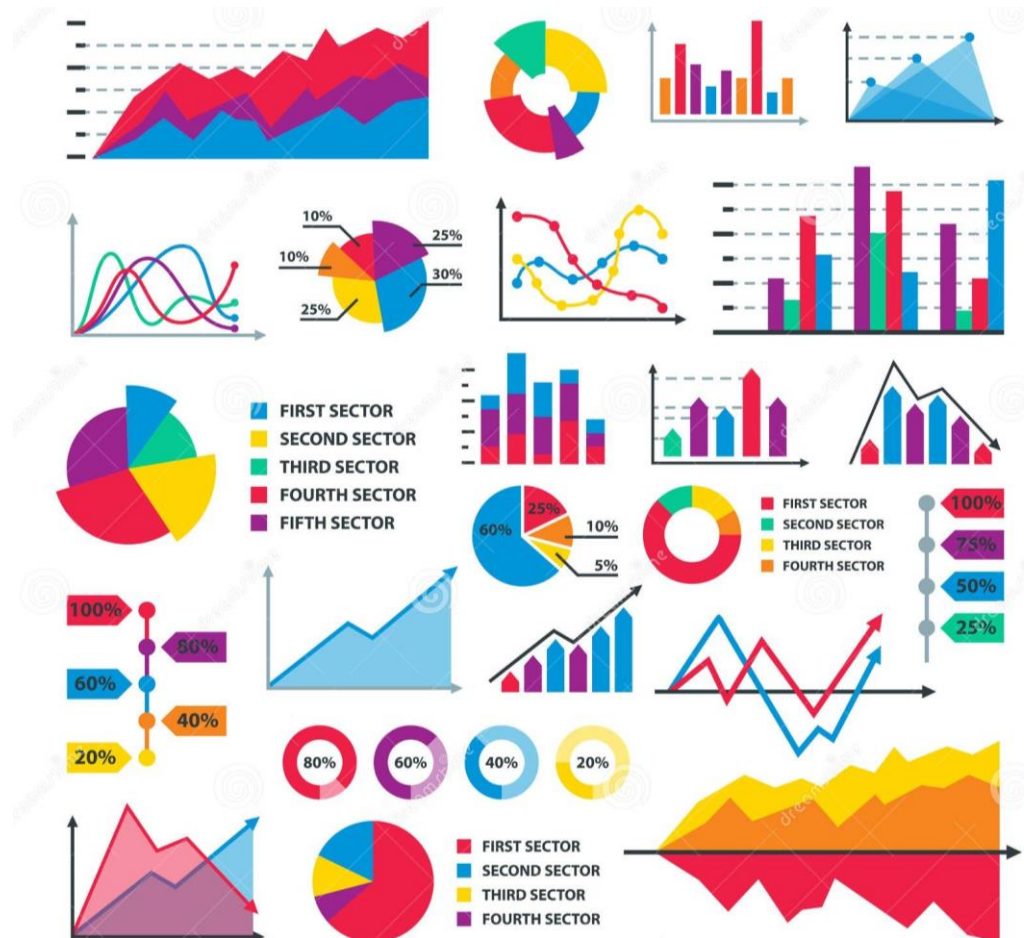 10%
25%
10%
30%
25%
FIRST SECTOR
SECOND SECTOR
THIRD SECTOR
FOURTH SECTOR
FIFTH SECTOR
25%
60%
10%
5%
FIRST SECTOR
SECOND SECTOR
THIRD SECTOR
FOURTH SECTOR
100%
75%
50%
25%
100%
80%
60%
40%
20%
80%
60%
40%
20%
FIRST SECTOR
SECOND SECTOR
THIRD SECTOR
FOURTH SECTOR